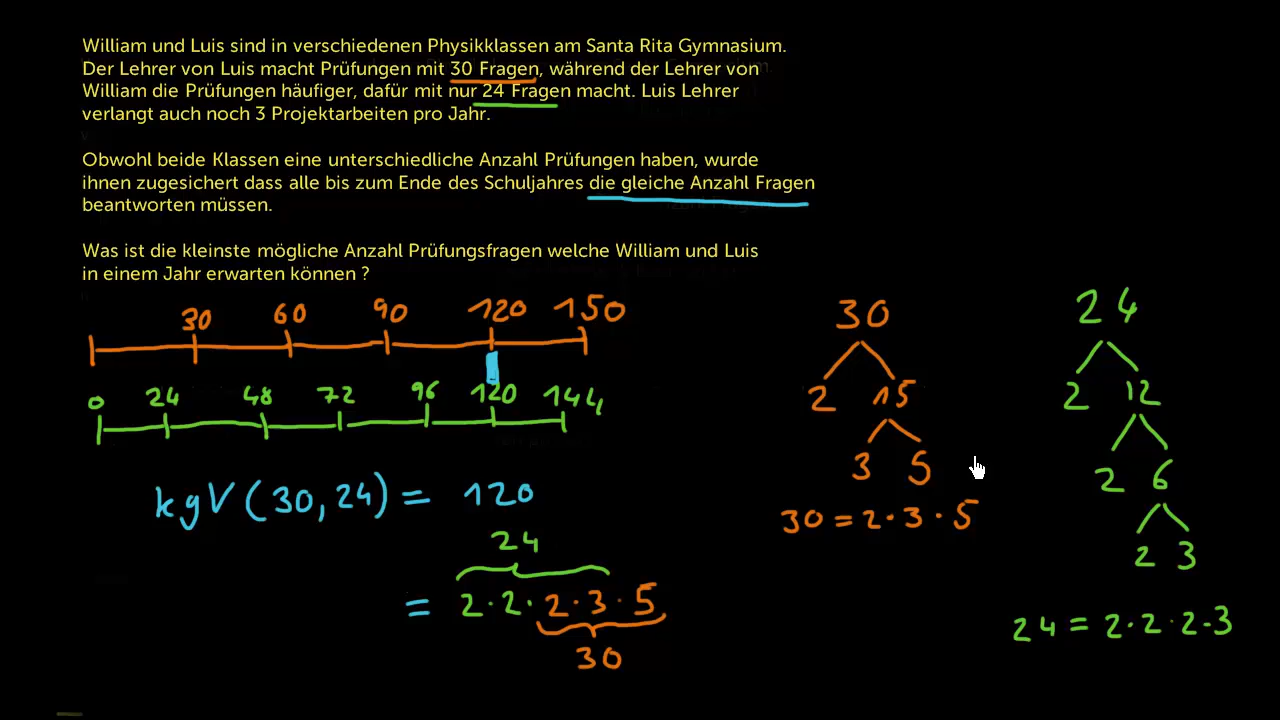 William und Luis sind in verschiedenen Physikklassen am Santa Rita Gymnasium.
Der Lehrer von Luis macht Prüfungen mit 30 Fragen, während der Lehrer von
William die Prüfungen häufiger, dafür mit nur 24 Fragen macht. Luis Lehrer
verlangt auch noch 3 Projektarbeiten pro Jahr.
Obwohl beide Klassen eine unterschiedliche Anzahl Prüfungen haben, wurde
ihnen zugesichert dass alle bis zum Ende des Schuljahres die gleiche Anzahl Fragen
beantworten müssen.
Was ist die kleinste mögliche Anzahl Prüfungsfragen welche William und Luis
in einem Jahr erwarten können ?
30 60 90 120 150
0 24 48 72 96 120 144
kgV(30,24) = 120
24
= 2·2·2·3·5
30
30
2 15
3 5
30 = 2·3·5
24
2 12
2 6
2 3
24 = 2·2·2·3